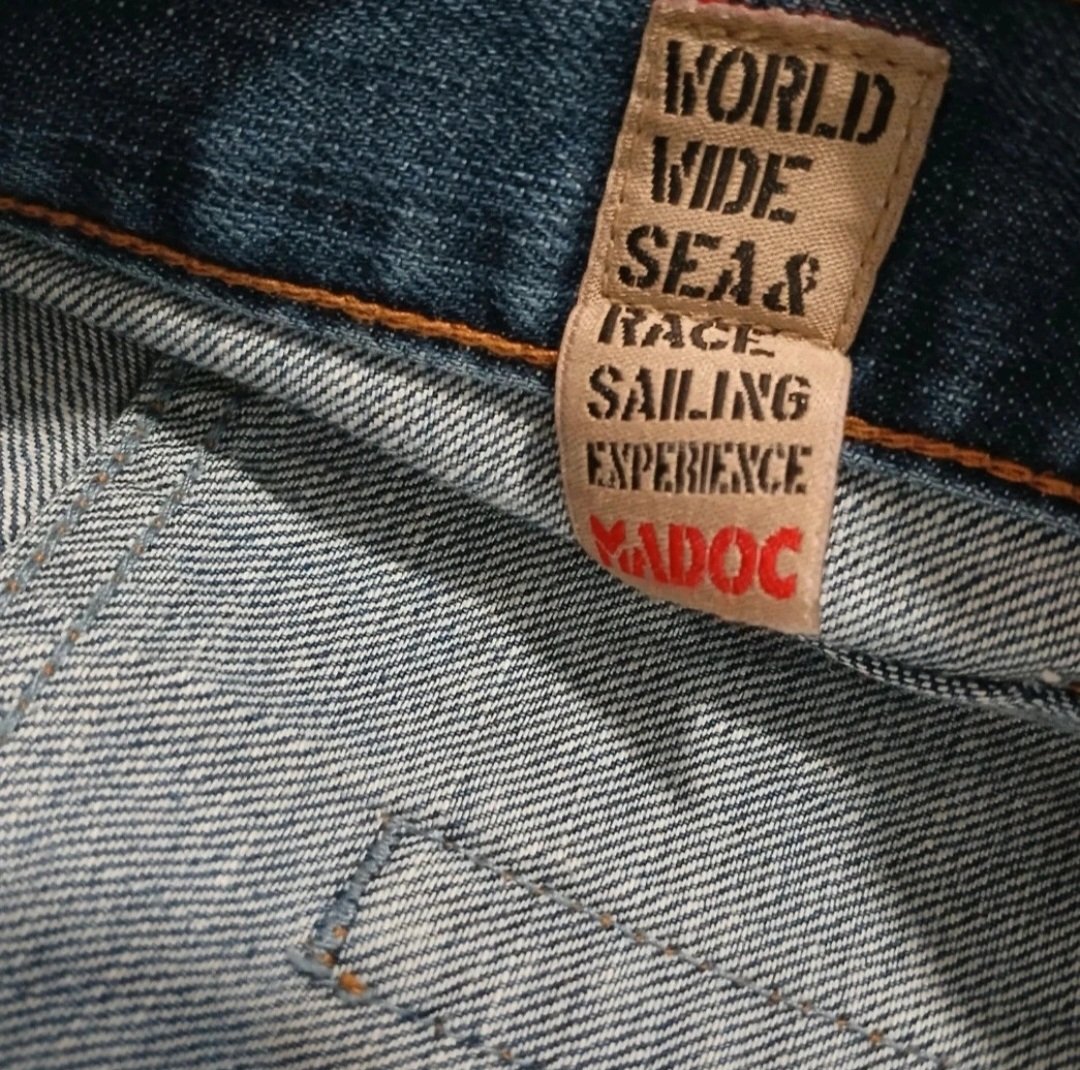 WORLD
WIDE
SEA &
RACE
SAILING
EXPERIENCE
MADOC